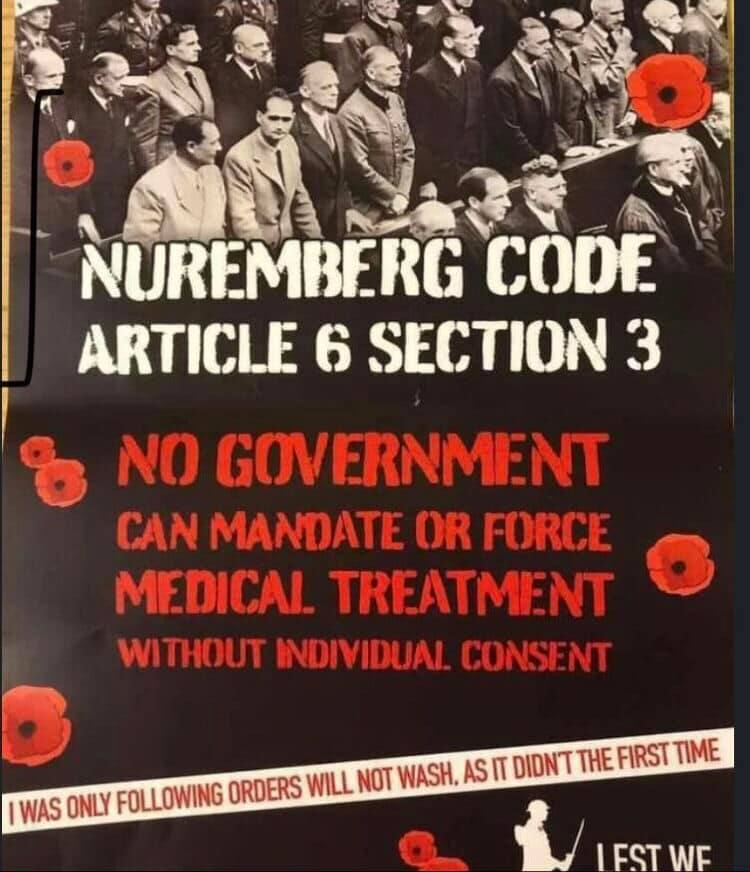 NUREMBERG CODE
ARTICLE 6 SECTION 3
NO GOVERNMENT
CAN MANDATE OR FORCE
MEDICAL TREATMENT
WITHOUT INDIVIDUAL CONSENT
I WAS ONLY FOLLOWING ORDERS WILL NOT WASH, AS IT DIDN'T THE FIRST TIME
LEST WE